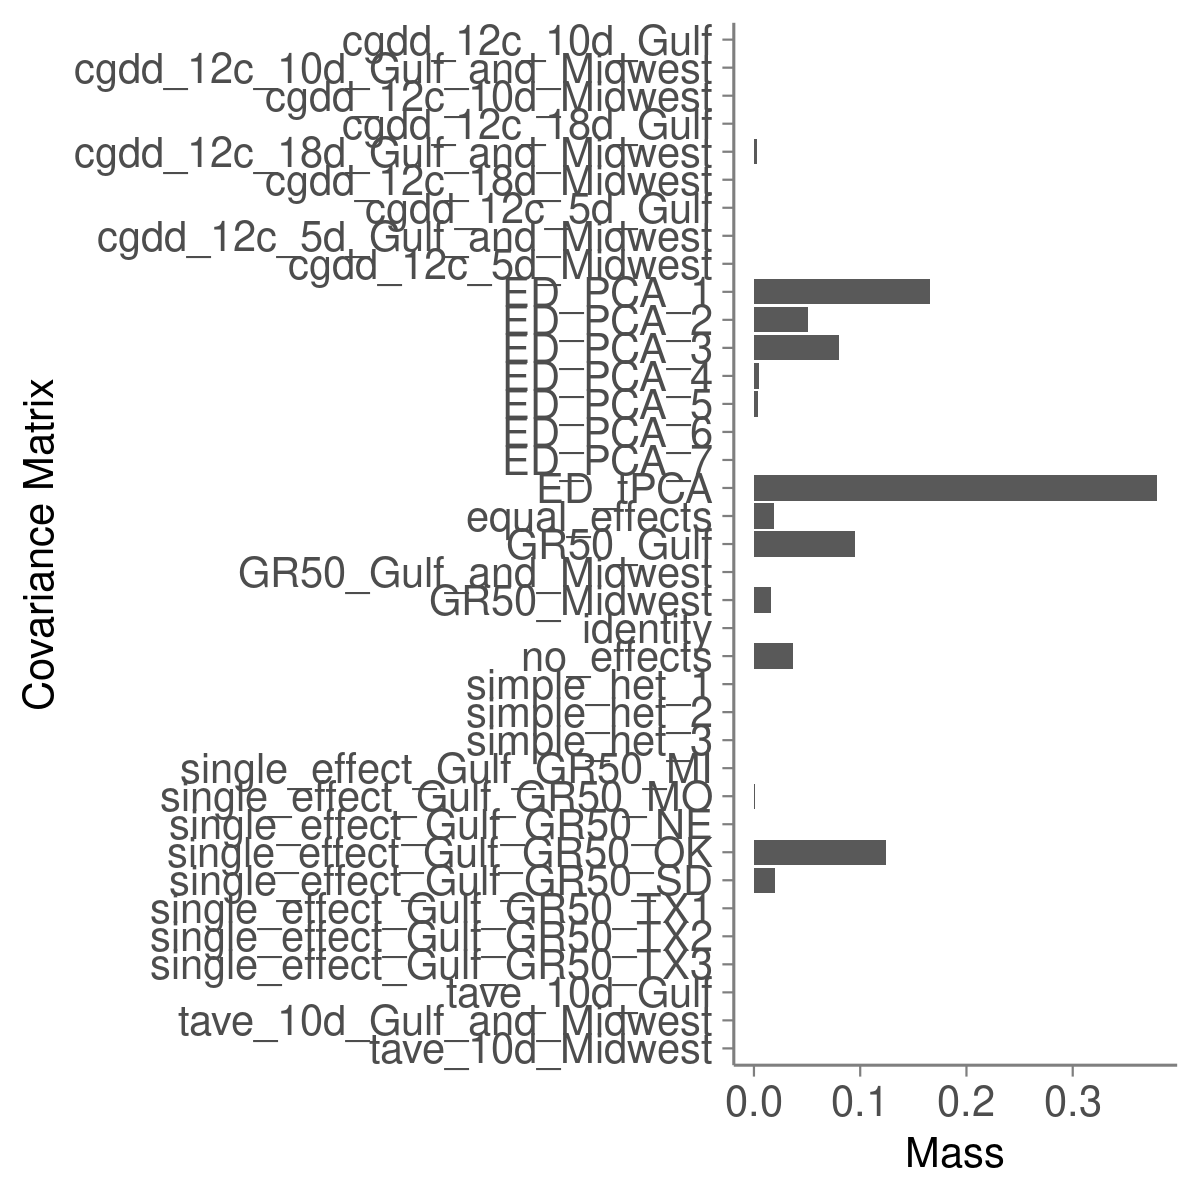 cgdd_12c_10d_Gulf
cgdd_12c_10d_Gulf_and_Midwest
cgdd_12c_10d_Midwest
cgdd_12c_18d_Gulf
cgdd_12c_18d_Gulf_and_Midwest
cgdd_12c_18d_Midwest
cgdd_12c_5d_Gulf
cgdd_12c_5d_Gulf_and_Midwest
cgdd_12c_5d_Midwest
ED_PCA_1
ED_PCA_2
ED_PCA_3
ED_PCA_4
ED_PCA_5
ED_PCA_6
ED_PCA_7
ED_tPCA
equal_effects
GR50_Gulf
GR50_Gulf_and_Midwest
GR50_Midwest
identity
no_effects
simple_het_1
simple_het_2
simple_het_3
single_effect_Gulf_GR50_MI
single_effect_Gulf_GR50_MO
single_effect_Gulf_GR50_NE
single_effect_Gulf_GR50_OK
single_effect_Gulf_GR50_SD
single_effect_Gulf_GR50_TX1
single_effect_Gulf_GR50_TX2
single_effect_Gulf_GR50_TX3
tave_10d_Gulf
tave_10d_Gulf_and_Midwest
tave_10d_Midwest
Covariance Matrix
0.0 0.1 0.2 0.3
Mass